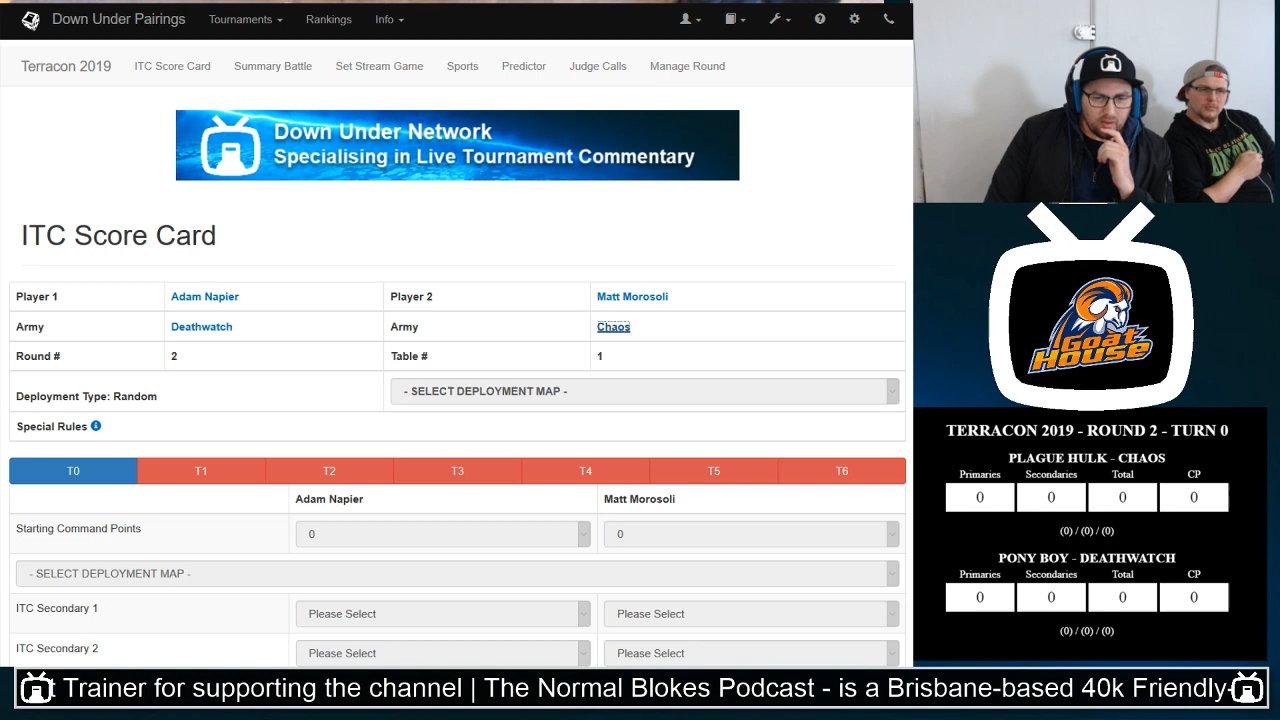 Down Under Pairings Tournaments Rankings Info
Terracon 2019 ITC Score Card Summary Battle Set Stream Game Sports Predictor Judge Calls Manage Round
Down Under Network
Specialising in Live Tournament Commentary
ITC Score Card
Player 1 Adam Napier Player 2 Matt Morosoli
Army Deathwatch Army Chaos
Round # 2 Table # 1
Deployment Type: Random - SELECT DEPLOYMENT MAP -
Special Rules
T0 T1 T2 T3 T4 T5 T6
Adam Napier Matt Morosoli
Starting Command Points 0 0
- SELECT DEPLOYMENT MAP -
ITC Secondary 1 Please Select Please Select
ITC Secondary 2 Please Select Please Select
Goat
House
TERRACON 2019 - ROUND 2 - TURN 0
PLAGUE HULK - CHAOS
Primaries Secondaries Total CP
0 0 0 0
(0) / (0) / (0)
PONY BOY - DEATHWATCH
Primaries Secondaries Total CP
0 0 0 0
(0) / (0) / (0)
Trainer for supporting the channel | The Normal Blokes Podcast - is a Brisbane-based 40k Friendly-